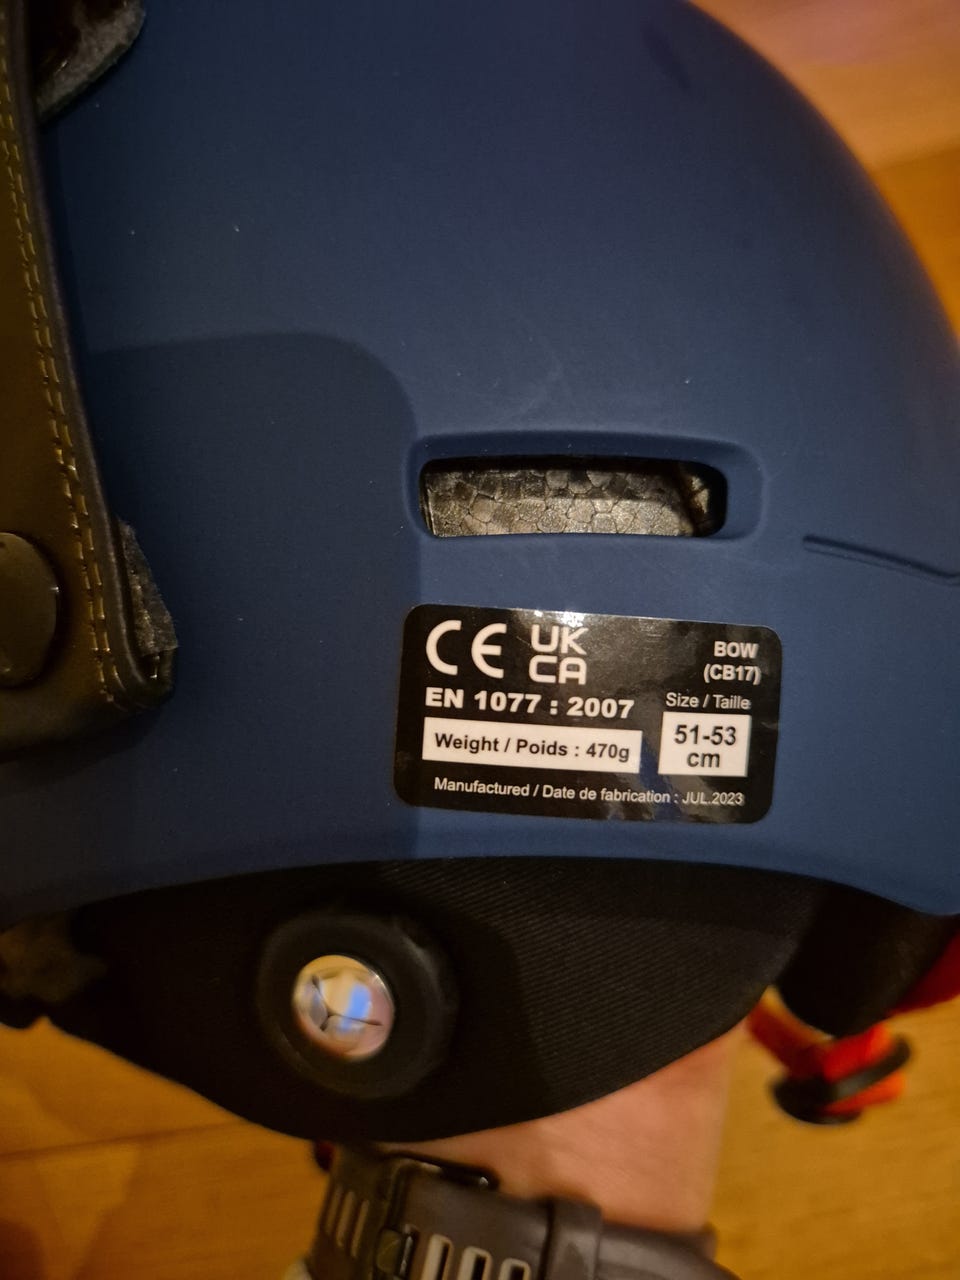 CE UK
CA
BOW
(CB17)
EN 1077 : 2007
Size / Taille
Weight / Poids : 470g
51-53
cm
Manufactured / Date de fabrication : JUL.2023